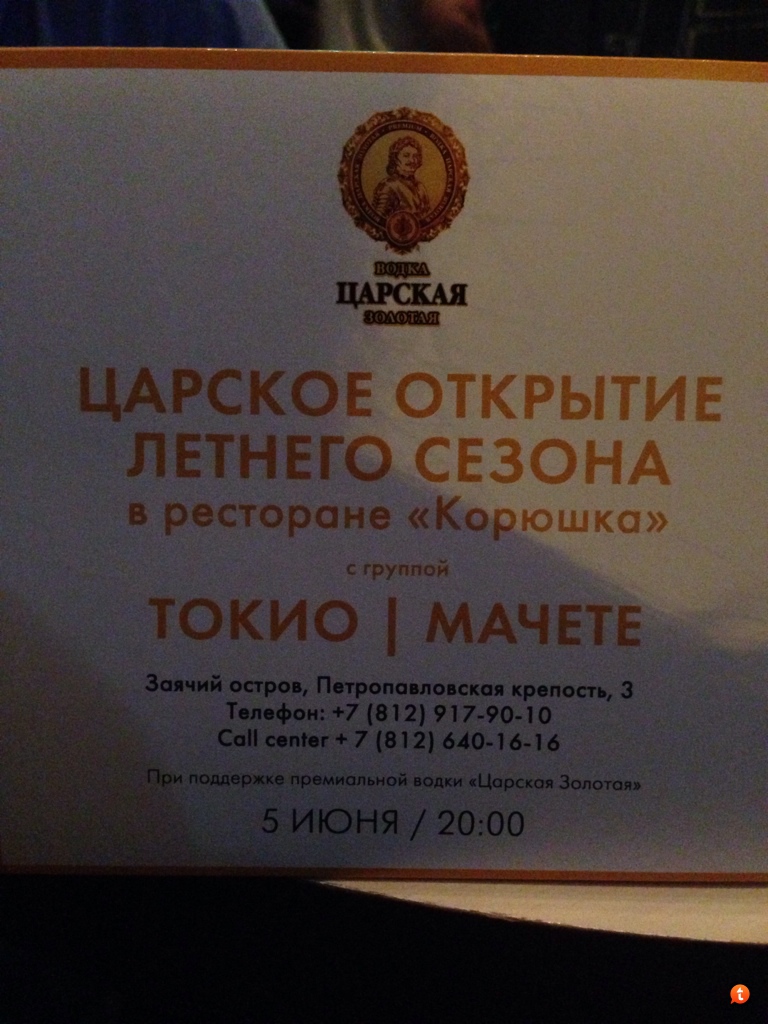 ВОДКА
ЦАРСКАЯ
ЗОЛОТАЯ
ЦАРСКОЕ ОТКРЫТИЕ
ЛЕТНЕГО СЕЗОНА
в ресторане «Корюшка»
с группой
ТОКИО | МАЧЕТЕ
Заячий остров, Петропавловская крепость, 3
Телефон: +7 (812) 917-90-10
Call center + 7 (812) 640-16-16
При поддержке премиальной водки «Царская Золотая»
5 ИЮНЯ / 20:00